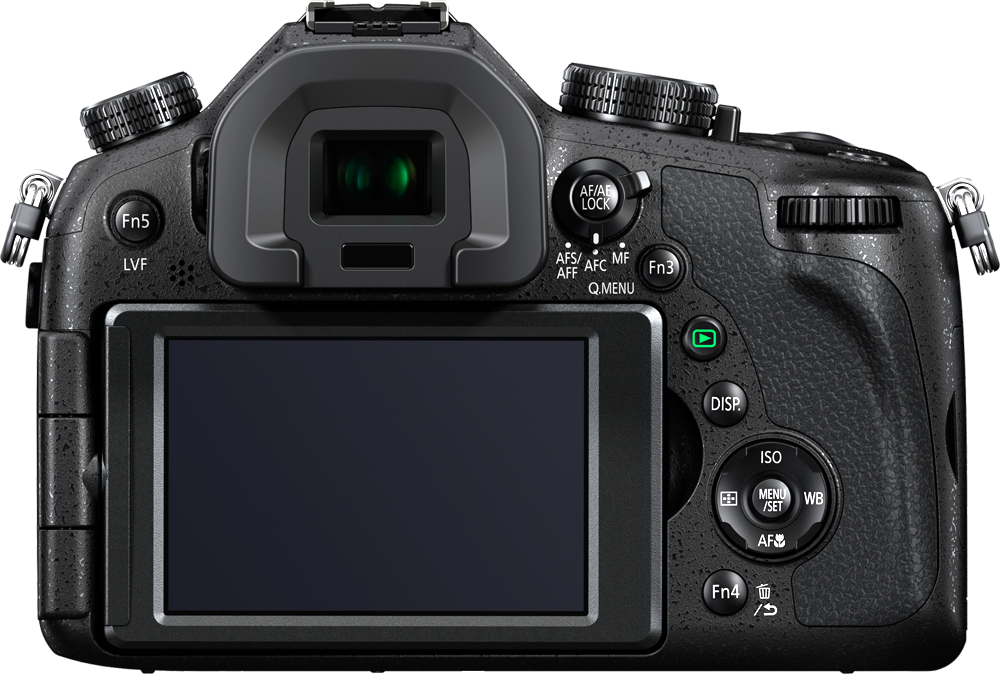 AF/AE
LOCK
Fn5
LVF
AFS/
AFF
AFC
MF
Fn3
Q.MENU
DISP.
ISO
MENU
/SET
WB
AF
Fn4
/